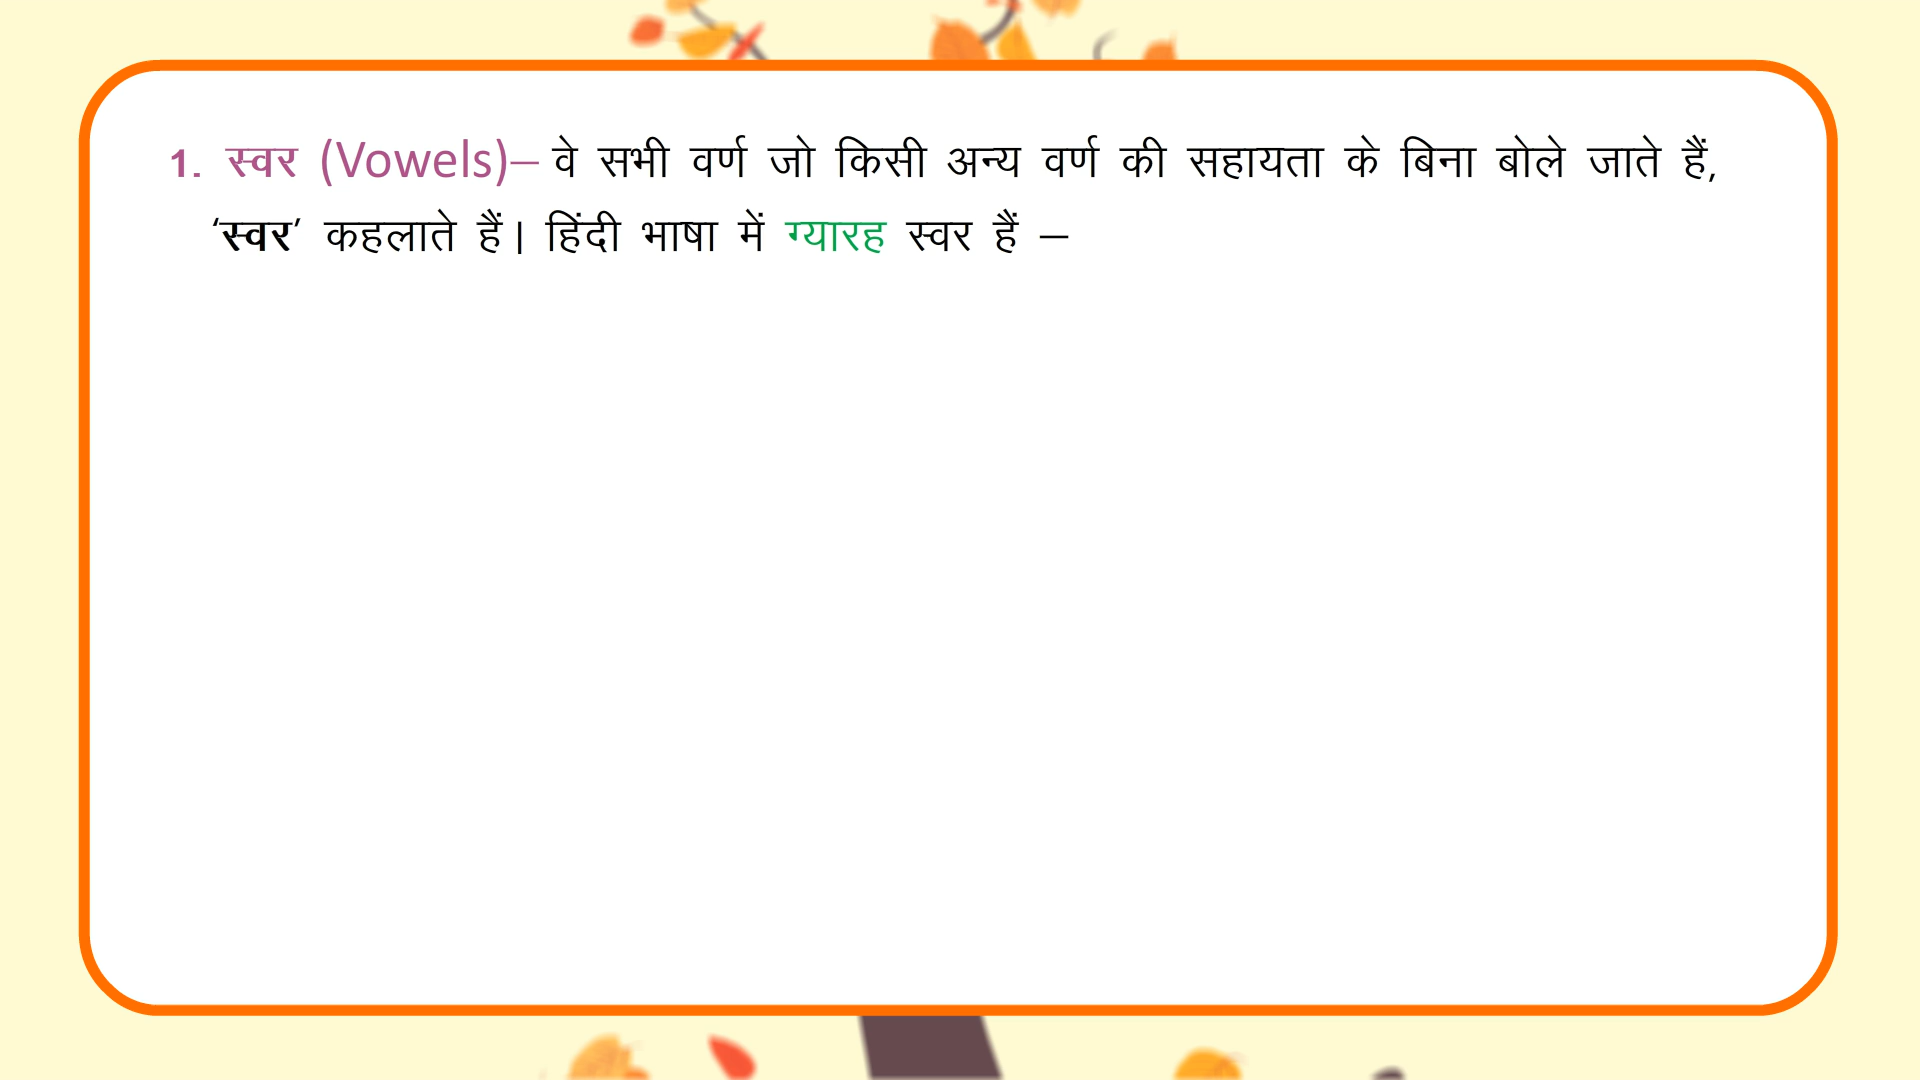 1. स्वर (Vowels)– वे सभी वर्ण जो किसी अन्य वर्ण की सहायता के बिना बोले जाते हैं,
‘स्वर’ कहलाते हैं। हिंदी भाषा में ग्यारह स्वर हैं –